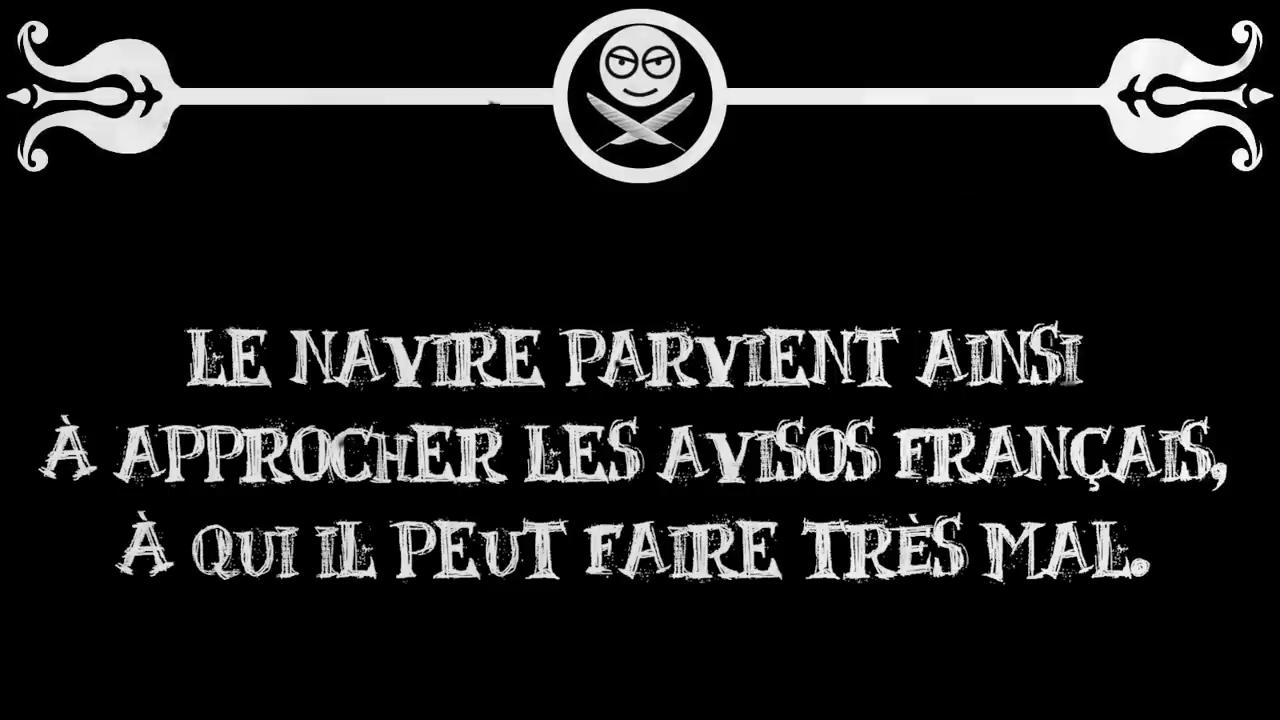 LE NAVIRE PARVIENT AINSI
À APPROCHER LES AVISOS FRANÇAIS,
À QUI IL PEUT FAIRE TRÈS MAL.